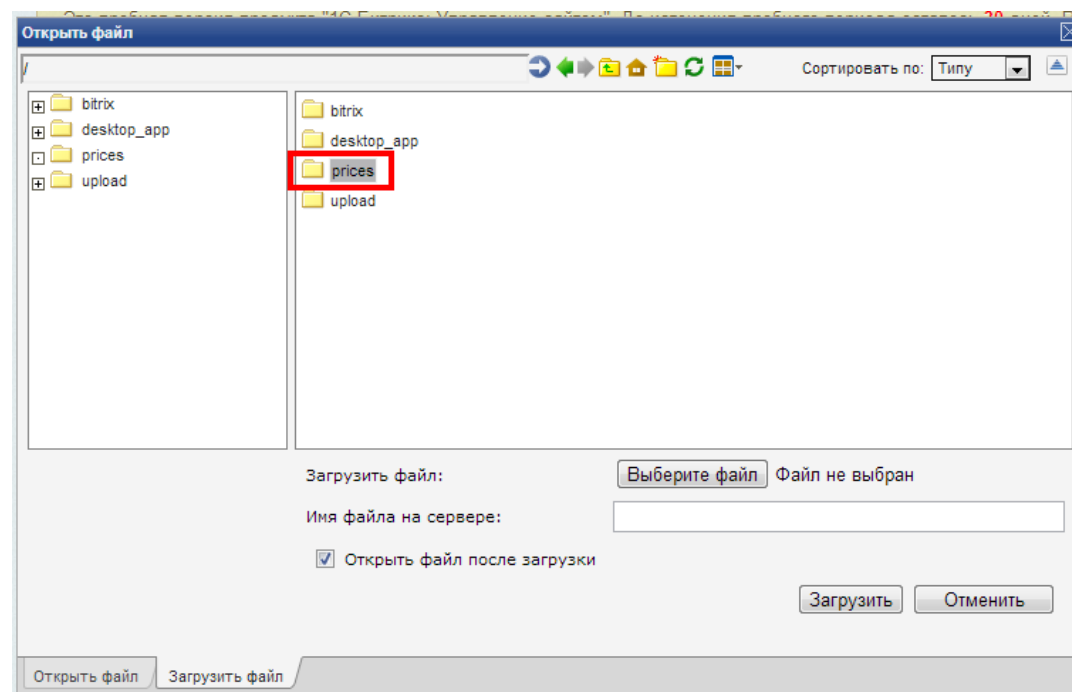 Открыть файл
/
Сортировать по: Типу
bitrix
desktop_app
prices
upload
bitrix
desktop_app
prices
upload
Загрузить файл: Выберите файл Файл не выбран
Имя файла на сервере:
Открыть файл после загрузки
Загрузить Отменить
Открыть файл Загрузить файл